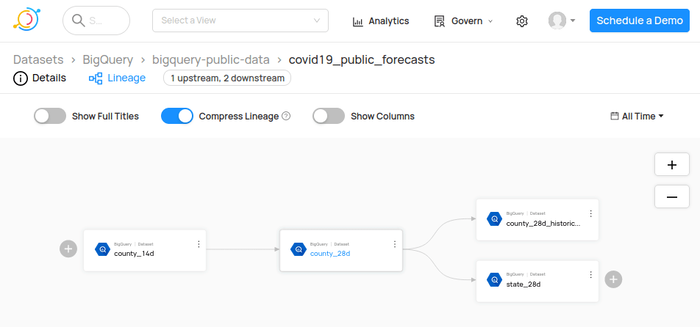 S...
Select a View
Analytics
Govern
Schedule a Demo
Datasets > BigQuery > bigquery-public-data > covid19_public_forecasts
Details
Lineage
1 upstream, 2 downstream
Show Full Titles
Compress Lineage
Show Columns
All Time
BigQuery | Dataset
county_14d
BigQuery | Dataset
county_28d
BigQuery | Dataset
county_28d_historic...
BigQuery | Dataset
state_28d